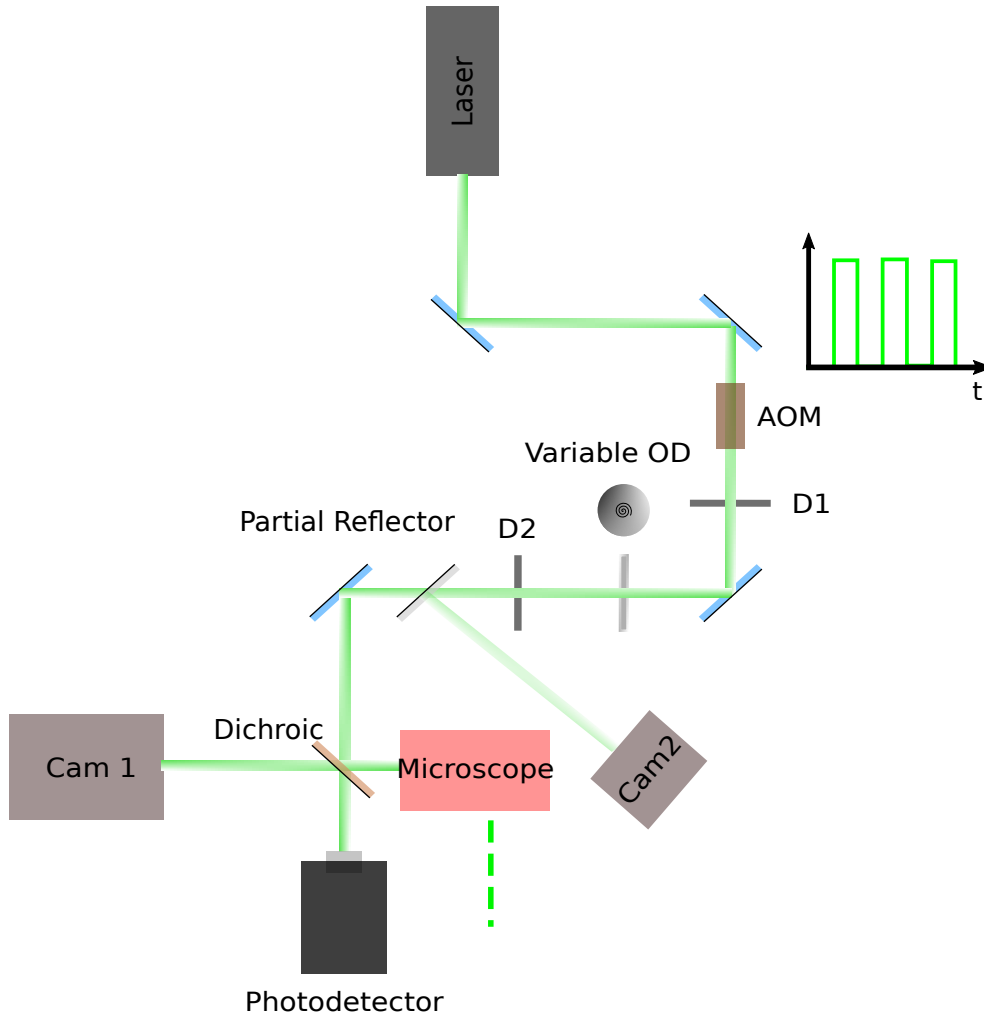 Laser
t
AOM
Variable OD
D1
Partial Reflector
D2
Dichroic
Cam 1
Microscope
Cam2
Photodetector